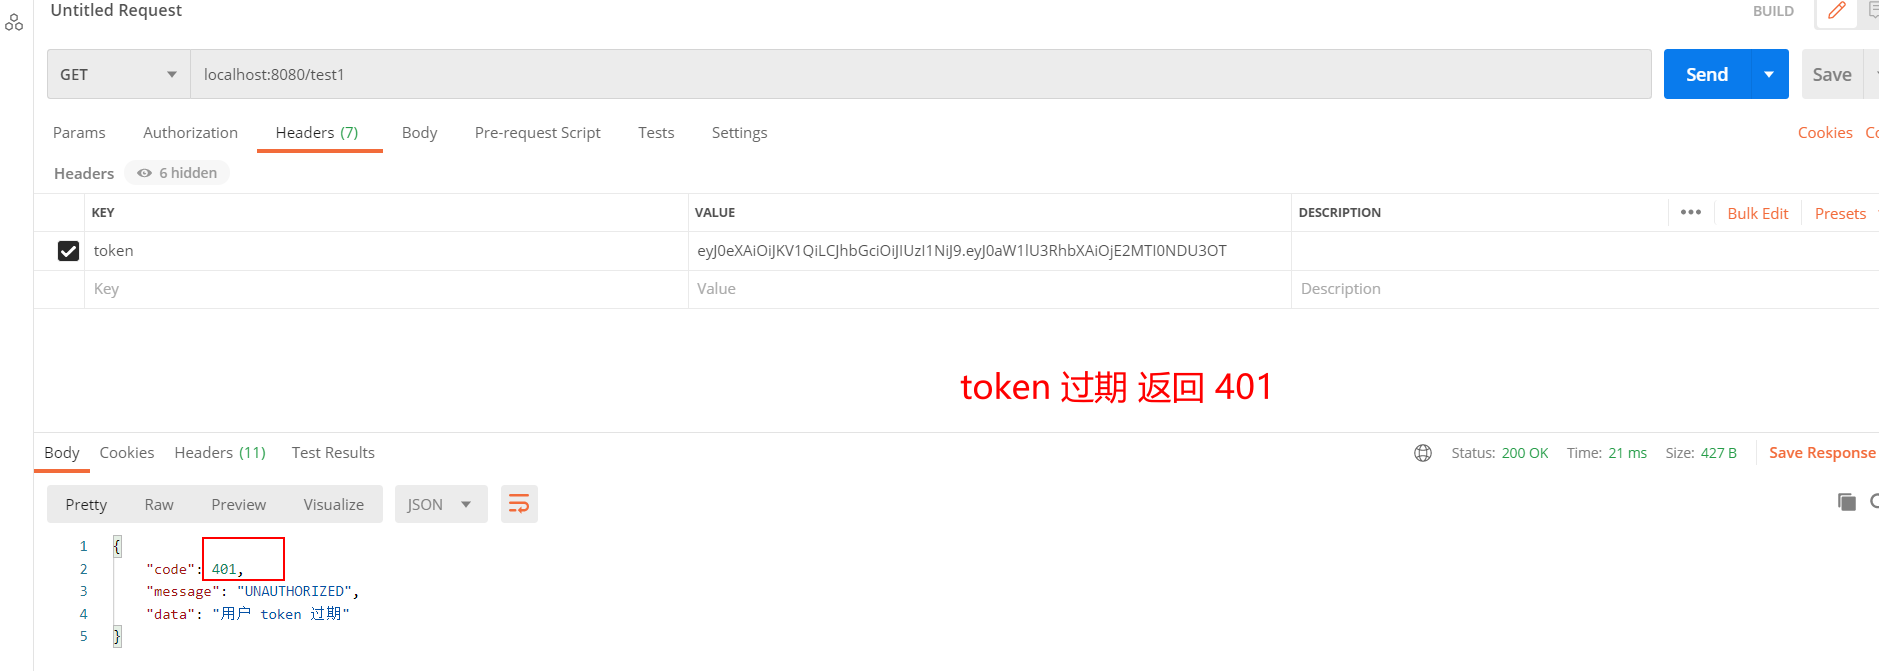 Untitled Request
BUILD
GET
localhost:8080/test1
Send
Save
Params Authorization Headers (7) Body Pre-request Script Tests Settings
Cookies
Headers 6 hidden
KEY VALUE DESCRIPTION
Bulk Edit Presets
token eyJ0eXAiOiJKV1QiLCJhbGciOiJIUzI1NiJ9.eyJ0aW1lU3RhbXAiOjE2MTI0NDU3OT
Key Value Description
token 过期 返回 401
Body Cookies Headers (11) Test Results
Status: 200 OK Time: 21 ms Size: 427 B Save Response
Pretty Raw Preview Visualize JSON
1 {
2 "code": 401,
3 "message": "UNAUTHORIZED",
4 "data": "用户 token 过期"
5 }